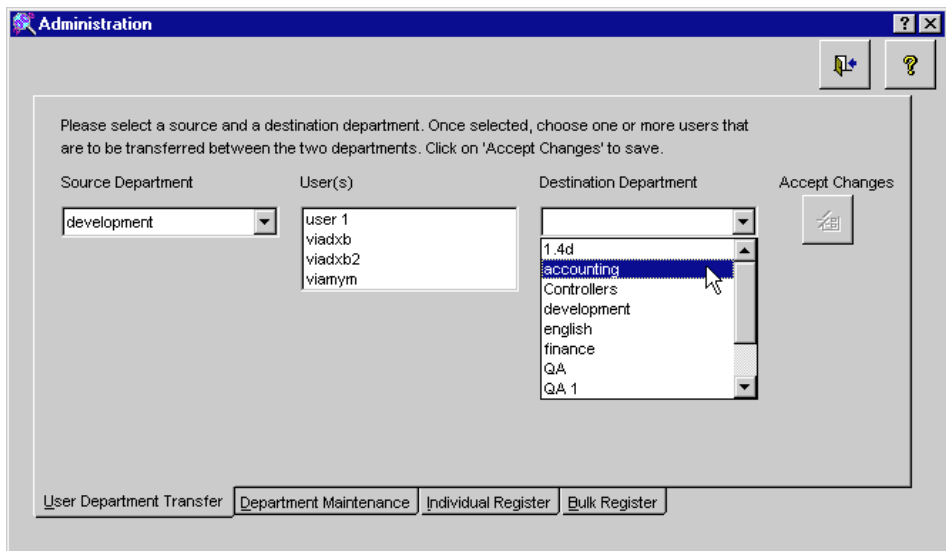 Administration
Please select a source and a destination department. Once selected, choose one or more users that
are to be transferred between the two departments. Click on 'Accept Changes' to save.
Source Department
User(s)
Destination Department
Accept Changes
development
user 1
viadxb
viadxb2
viamym
1.4d
accounting
Controllers
development
english
finance
QA
QA 1
User Department Transfer
Department Maintenance
Individual Register
Bulk Register